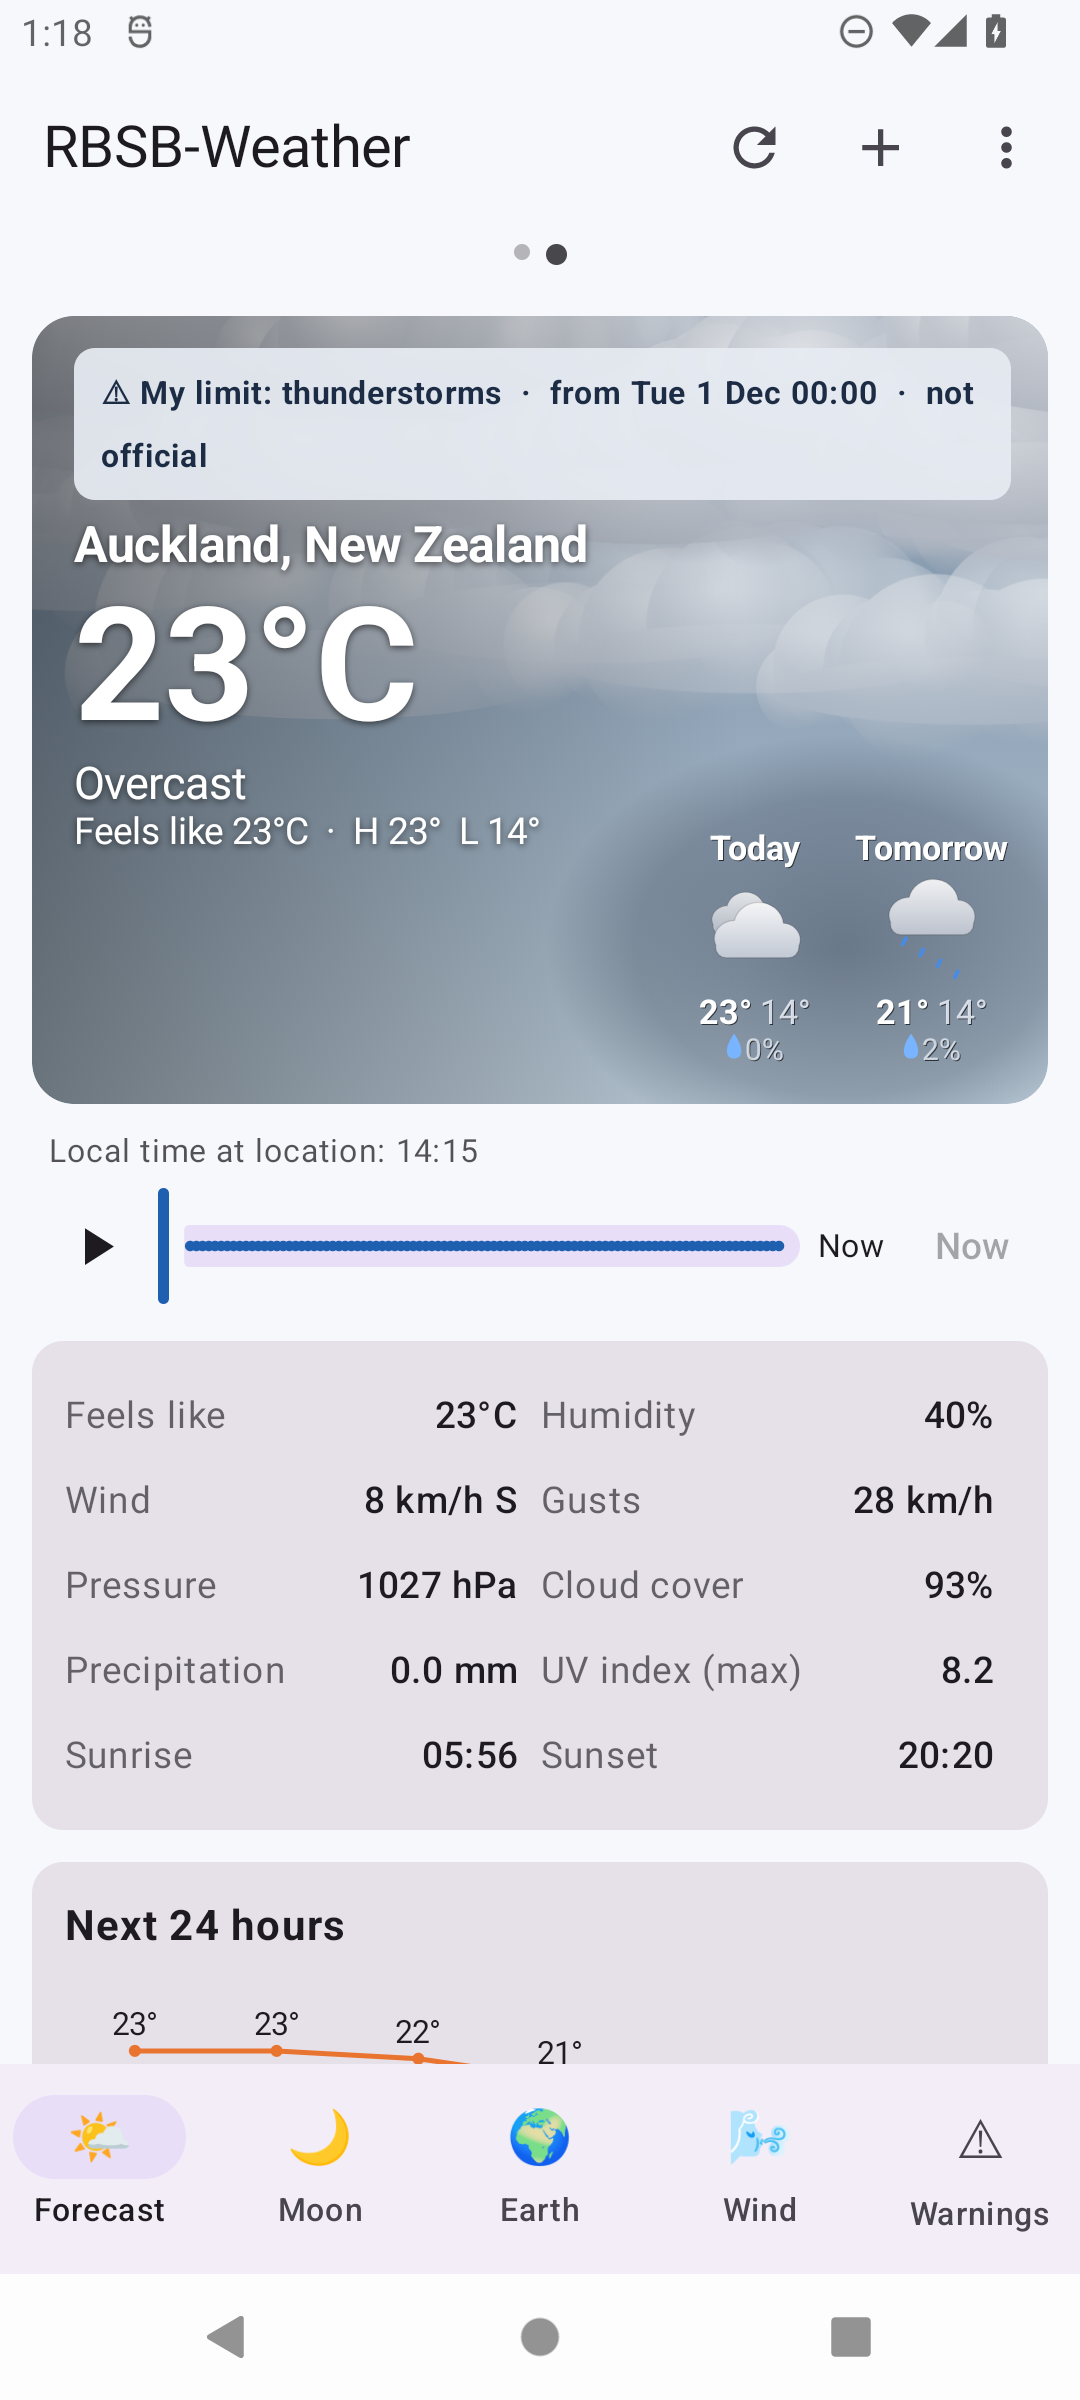 1:18
RBSB-Weather
⚠ My limit: thunderstorms · from Tue 1 Dec 00:00 · not
official
Auckland, New Zealand
23°C
Overcast
Feels like 23°C · H 23° L 14°
Today Tomorrow
23° 14° 21° 14°
0% 2%
Local time at location: 14:15
Now Now
Feels like 23°C Humidity 40%
Wind 8 km/h S Gusts 28 km/h
Pressure 1027 hPa Cloud cover 93%
Precipitation 0.0 mm UV index (max) 8.2
Sunrise 05:56 Sunset 20:20
Next 24 hours
23° 23° 22° 21°
Forecast Moon Earth Wind Warnings